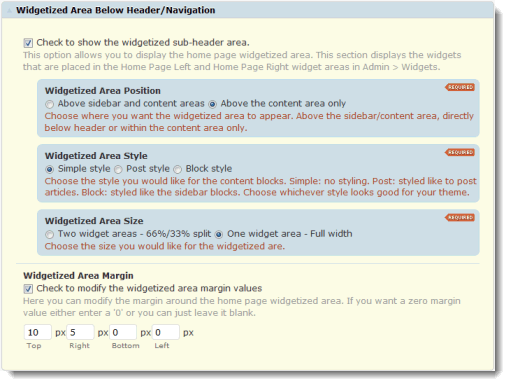 Widgetized Area Below Header/Navigation
Check to show the widgetized sub-header area.
This option allows you to display the home page widgetized area. This section displays the widgets
that are placed in the Home Page Left and Home Page Right widget areas in Admin > Widgets.
REQUIRED
Widgetized Area Position
Above sidebar and content areas Above the content area only
Choose where you want the widgetized area to appear. Above the sidebar/content area, directly
below header or within the content area only.
REQUIRED
Widgetized Area Style
Simple style Post style Block style
Choose the style you would like for the content blocks. Simple: no styling. Post: styled like to post
articles. Block: styled like the sidebar blocks. Choose whichever style looks good for your theme.
REQUIRED
Widgetized Area Size
Two widget areas - 66%/33% split One widget area - Full width
Choose the size you would like for the widgetized are.
Widgetized Area Margin
Check to modify the widgetized area margin values
Here you can modify the margin around the home page widgetized area. If you want a zero margin
value either enter a '0' or you can just leave it blank.
10 px 5 px 0 px 0 px
Top Right Bottom Left